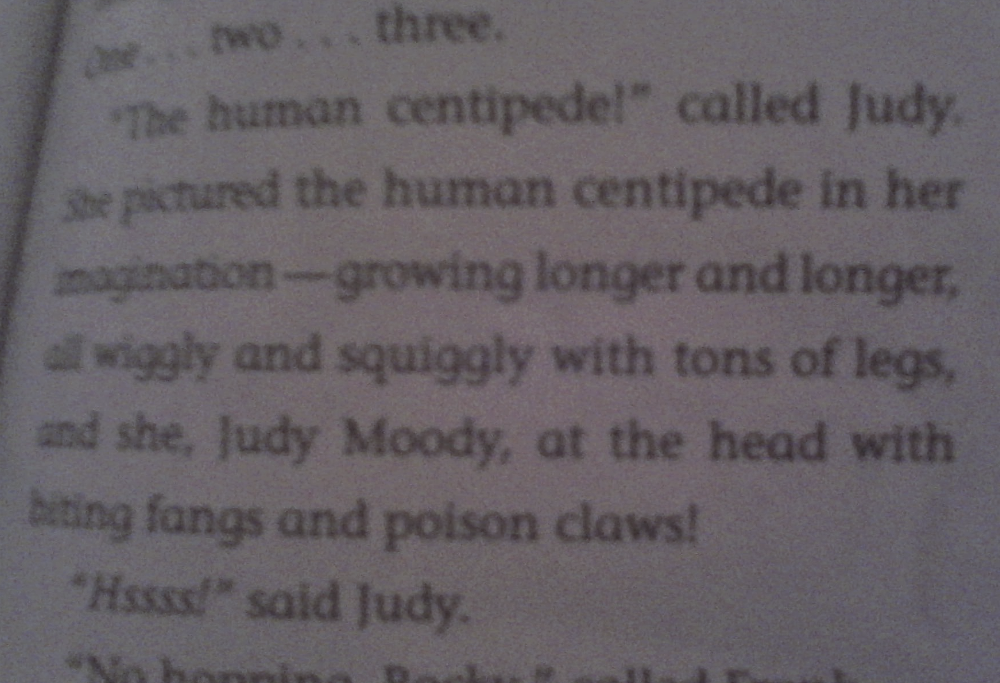 One . . . two . . . three.
"The human centipede!" called Judy.
She pictured the human centipede in her
imagination—growing longer and longer,
all wiggly and squiggly with tons of legs,
and she, Judy Moody, at the head with
biting fangs and poison claws!
"Hssss!" said Judy.
"No hopping, Rocky," called Frank